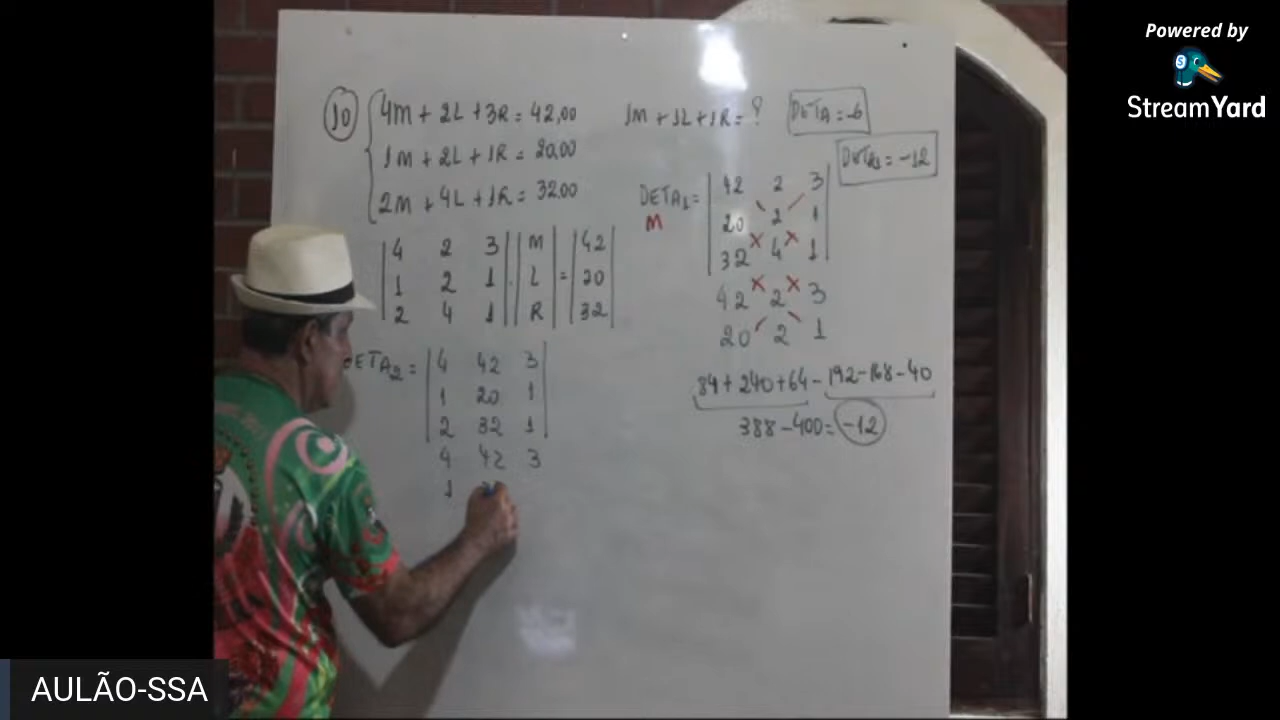 Powered by
StreamYard
10
4M + 2L + 3R = 42,00
1M + 2L + 1R = 20,00
2M + 4L + 1R = 32,00
1M + 1L + 1R = ?
DETA = -6
DETA1 = -12
4 2 3 M 42
1 2 1 . L = 20
2 4 1 R 32
DETA1 = 42 2 3
M
20 2 1
32 4 1
42 2 3
20 2 1
84 + 240 + 64 - 192 - 168 - 40
388 - 400 = -12
DETA2 = 4 42 3
1 20 1
2 32 1
4 42 3
1
AULÃO-SSA